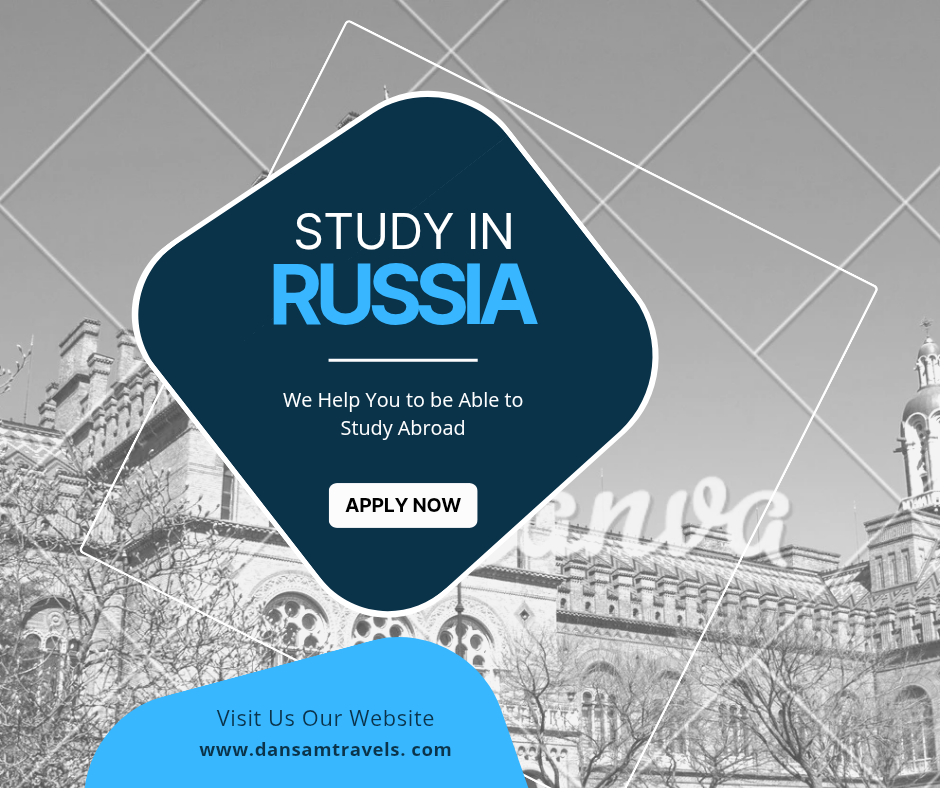 STUDY IN
RUSSIA
We Help You to be Able to
Study Abroad
APPLY NOW
anva
Visit Us Our Website
www.dansamtravels. com